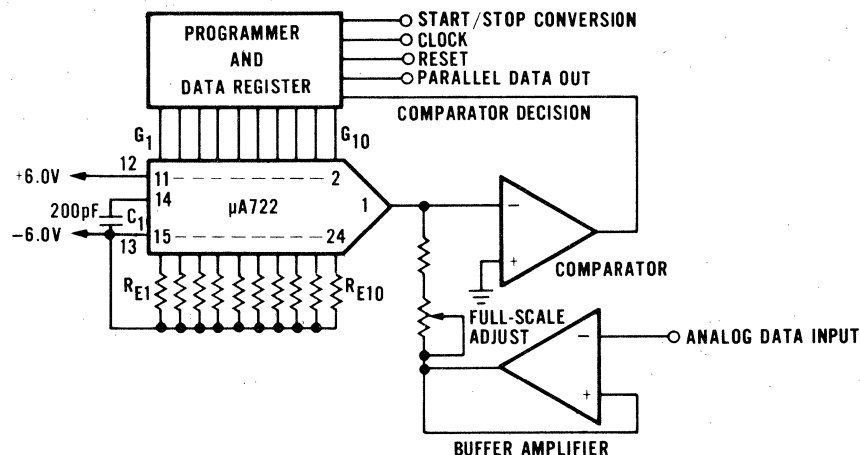 PROGRAMMER
AND
DATA REGISTER
START/STOP CONVERSION
CLOCK
RESET
PARALLEL DATA OUT
COMPARATOR DECISION
G1
G10
12
+6.0V
11
2
14
200pF
C1
μA722
1
-6.0V
13
15
24
RE1
RE10
−
+
COMPARATOR
FULL-SCALE
ADJUST
−
ANALOG DATA INPUT
+
BUFFER AMPLIFIER